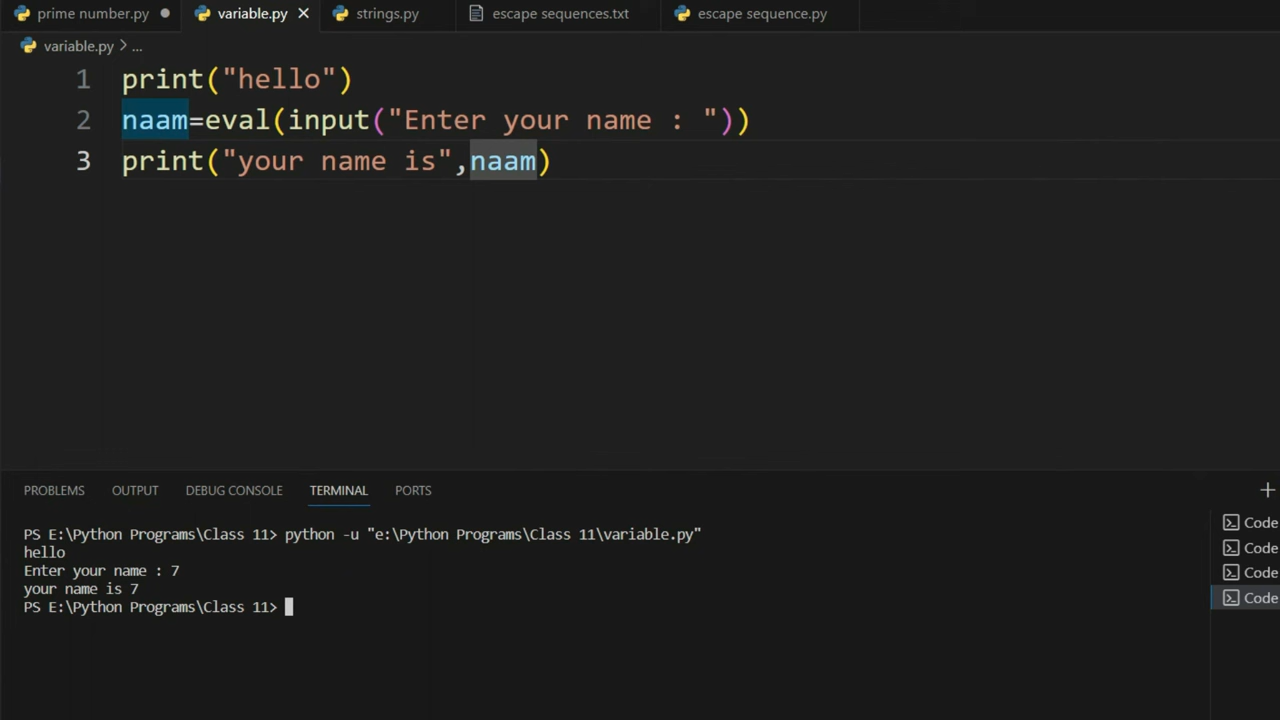 prime number.py variable.py strings.py escape sequences.txt escape sequence.py
variable.py > ...
1 print("hello")
2 naam=eval(input("Enter your name : "))
3 print("your name is",naam)
PROBLEMS OUTPUT DEBUG CONSOLE TERMINAL PORTS
PS E:\Python Programs\Class 11> python -u "e:\Python Programs\Class 11\variable.py"
hello
Enter your name : 7
your name is 7
PS E:\Python Programs\Class 11>
Code
Code
Code
Code